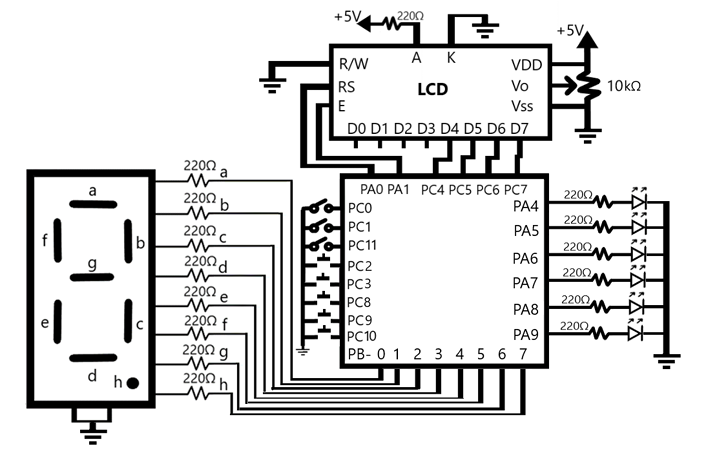 +5V 220Ω
A K
+5V
R/W
RS
E
LCD
VDD
Vo
Vss
10kΩ
D0 D1 D2 D3 D4 D5 D6 D7
PA0 PA1 PC4 PC5 PC6 PC7
PC0
PC1
PC11
PC2
PC3
PC8
PC9
PC10
PB- 0 1 2 3 4 5 6 7
PA4 220Ω
PA5 220Ω
PA6 220Ω
PA7 220Ω
PA8 220Ω
PA9 220Ω
220Ω a
220Ω b
220Ω c
220Ω d
220Ω e
220Ω f
220Ω g
220Ω h
a
f b
g
e c
d
h